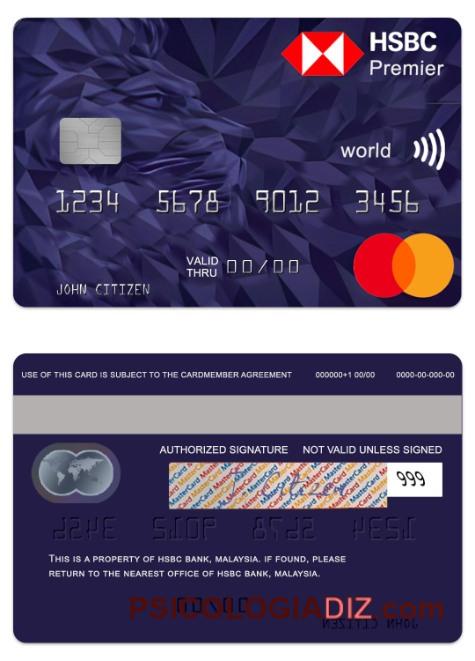 HSBC
Premier
world
1234 5678 9012 3456
VALID THRU 00/00
JOHN CITIZEN
USE OF THIS CARD IS SUBJECT TO THE CARDMEMBER AGREEMENT 000000+1 00/00 0000-00-000-00
AUTHORIZED SIGNATURE NOT VALID UNLESS SIGNED
MasterCard MasterCard MasterCard
999
THIS IS A PROPERTY OF HSBC BANK, MALAYSIA. IF FOUND, PLEASE
RETURN TO THE NEAREST OFFICE OF HSBC BANK, MALAYSIA.
PSICOLOGIADIZ.com